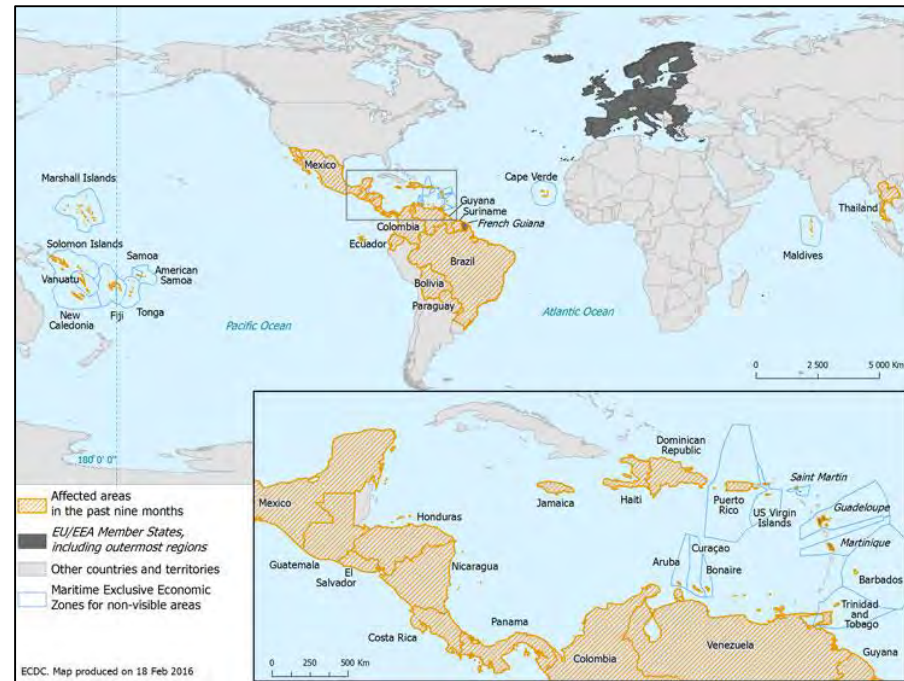 Marshall Islands
Solomon Islands
Samoa
Vanuatu
American
Samoa
New
Caledonia
Fiji
Tonga
Mexico
Colombia
Ecuador
Guyana
Suriname
French Guiana
Brazil
Bolivia
Paraguay
Cape Verde
Maldives
Thailand
Pacific Ocean
Atlantic Ocean
0 2 500 5 000 Km
180°0'0"
Mexico
Guatemala
El
Salvador
Honduras
Nicaragua
Costa Rica
Panama
Jamaica
Haiti
Dominican
Republic
Puerto
Rico
US Virgin
Islands
Saint Martin
Guadeloupe
Martinique
Barbados
Trinidad
and
Tobago
Aruba
Curaçao
Bonaire
Colombia
Venezuela
Guyana
0 250 500 Km
Affected areas
in the past nine months
EU/EEA Member States,
including outermost regions
Other countries and territories
Maritime Exclusive Economic
Zones for non-visible areas
ECDC. Map produced on 18 Feb 2016